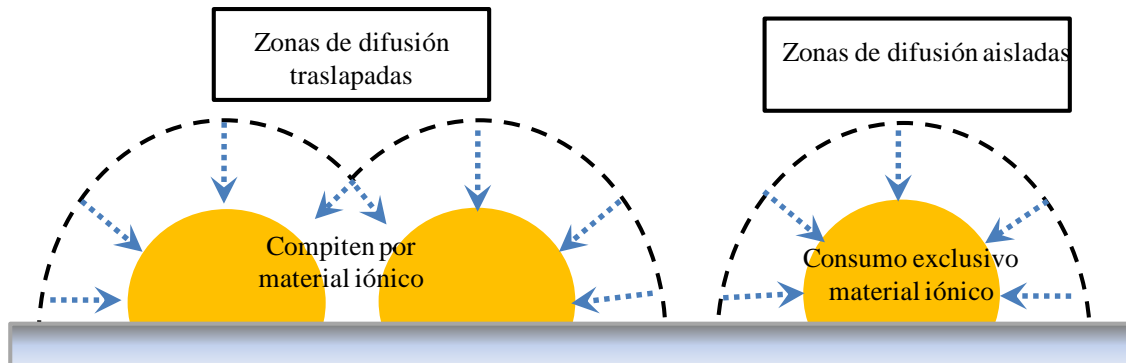 Zonas de difusión
traslapadas
Zonas de difusión aisladas
Compiten por
material iónico
Consumo exclusivo
material iónico